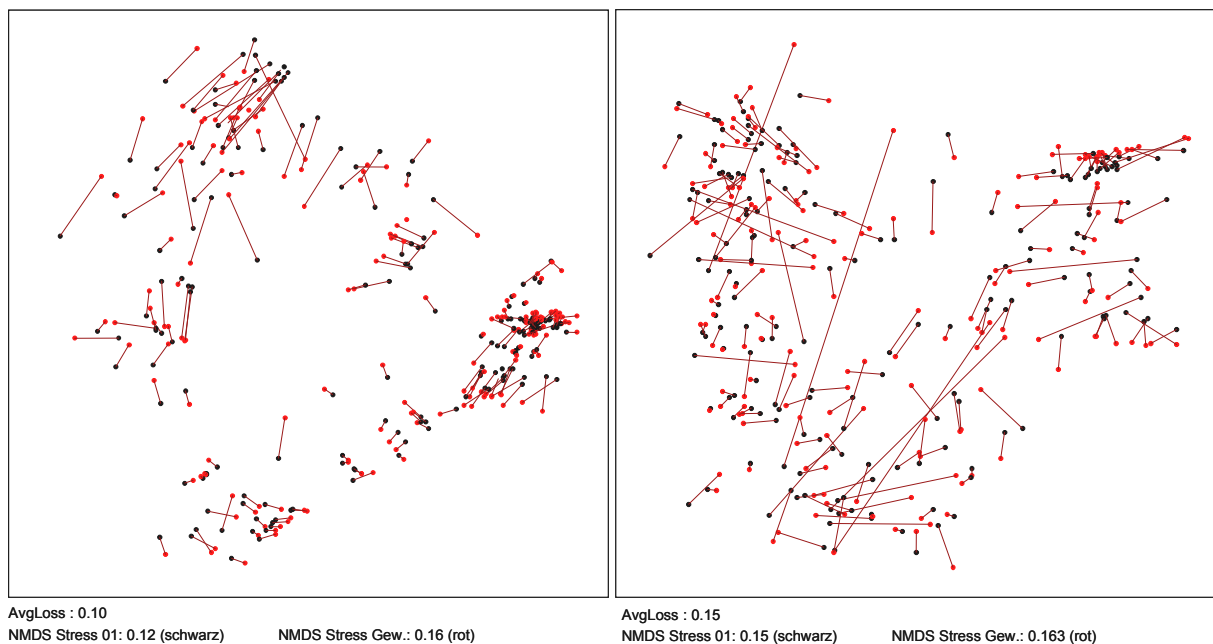 AvgLoss : 0.10
NMDS Stress 01: 0.12 (schwarz) NMDS Stress Gew.: 0.16 (rot)
AvgLoss : 0.15
NMDS Stress 01: 0.15 (schwarz) NMDS Stress Gew.: 0.163 (rot)